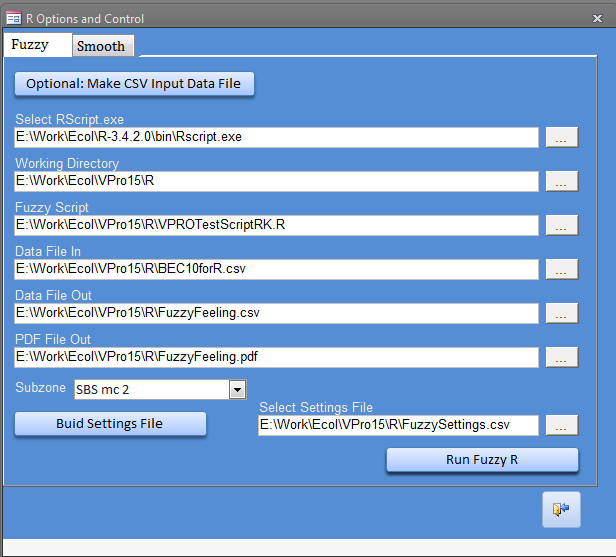 R Options and Control
Fuzzy
Smooth
Optional: Make CSV Input Data File
Select RScript.exe
E:\Work\Ecol\R-3.4.2.0\bin\Rscript.exe
...
Working Directory
E:\Work\Ecol\VPro15\R
...
Fuzzy Script
E:\Work\Ecol\VPro15\R\VPROTestScriptRK.R
...
Data File In
E:\Work\Ecol\VPro15\R\BEC10forR.csv
...
Data File Out
E:\Work\Ecol\VPro15\R\FuzzyFeeling.csv
...
PDF File Out
E:\Work\Ecol\VPro15\R\FuzzyFeeling.pdf
...
Subzone SBS mc 2
Buid Settings File
Select Settings File
E:\Work\Ecol\VPro15\R\FuzzySettings.csv
...
Run Fuzzy R